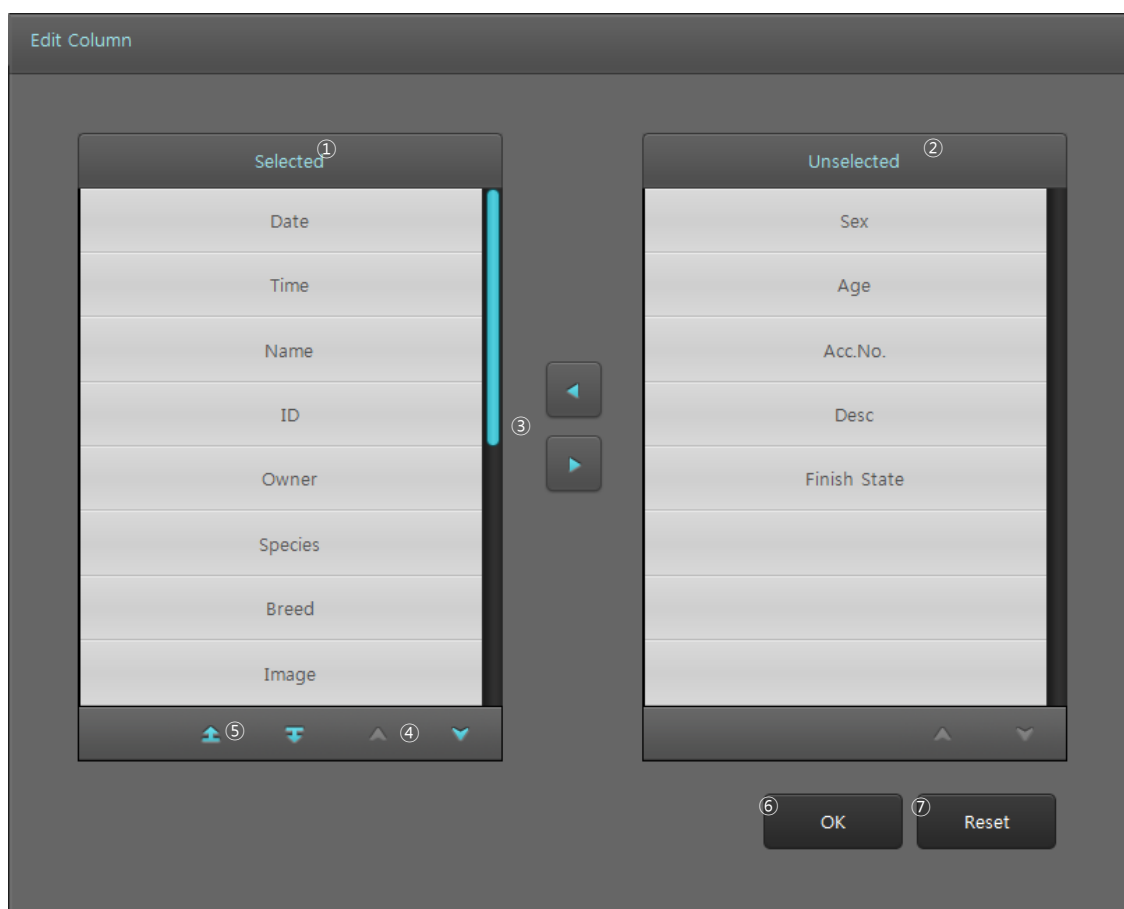 Edit Column
Selected ①
Date
Time
Name
ID
Owner
Species
Breed
Image
⑤ ④
③
Unselected ②
Sex
Age
Acc.No.
Desc
Finish State
⑥ OK
⑦ Reset